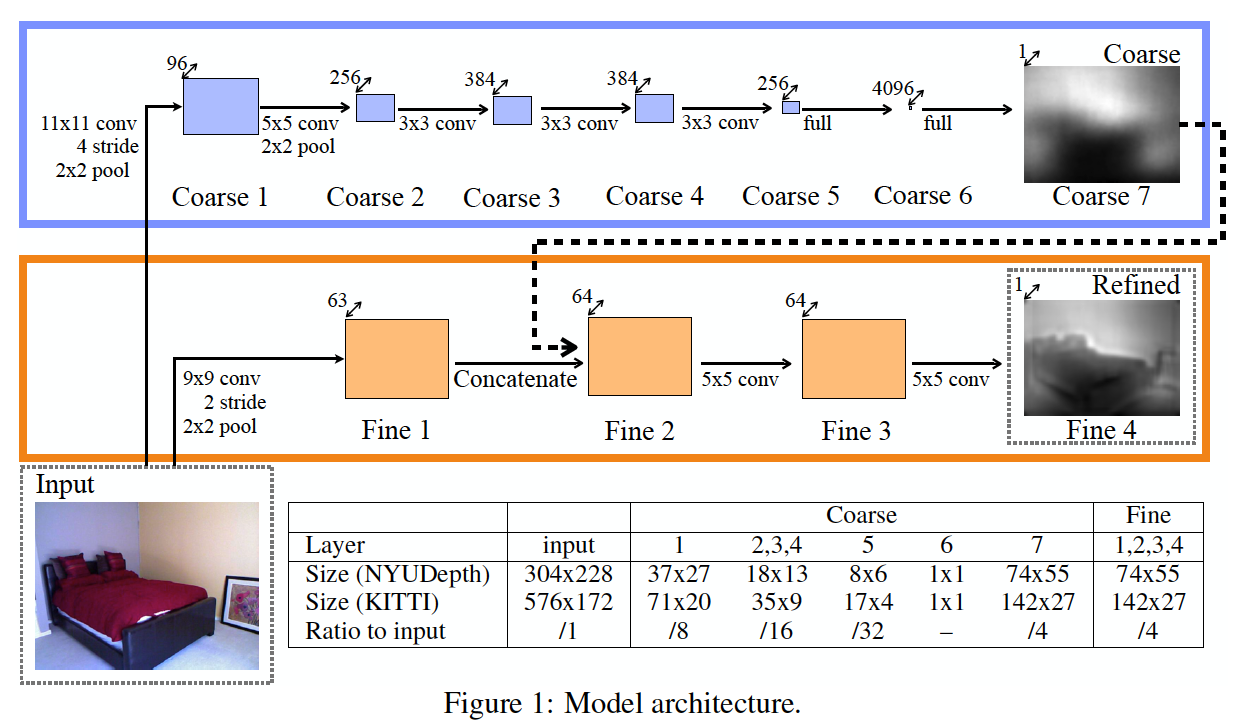 96
256
384
384
256
4096
1
Coarse
11x11 conv
4 stride
2x2 pool
5x5 conv
2x2 pool
3x3 conv
3x3 conv
3x3 conv
full
full
Coarse 1
Coarse 2
Coarse 3
Coarse 4
Coarse 5
Coarse 6
Coarse 7
63
64
64
1
Refined
9x9 conv
2 stride
2x2 pool
Concatenate
5x5 conv
5x5 conv
Fine 1
Fine 2
Fine 3
Fine 4
Input
Coarse Fine
Layer input 1 2,3,4 5 6 7 1,2,3,4
Size (NYUDepth) 304x228 37x27 18x13 8x6 1x1 74x55 74x55
Size (KITTI) 576x172 71x20 35x9 17x4 1x1 142x27 142x27
Ratio to input /1 /8 /16 /32 – /4 /4
Figure 1: Model architecture.